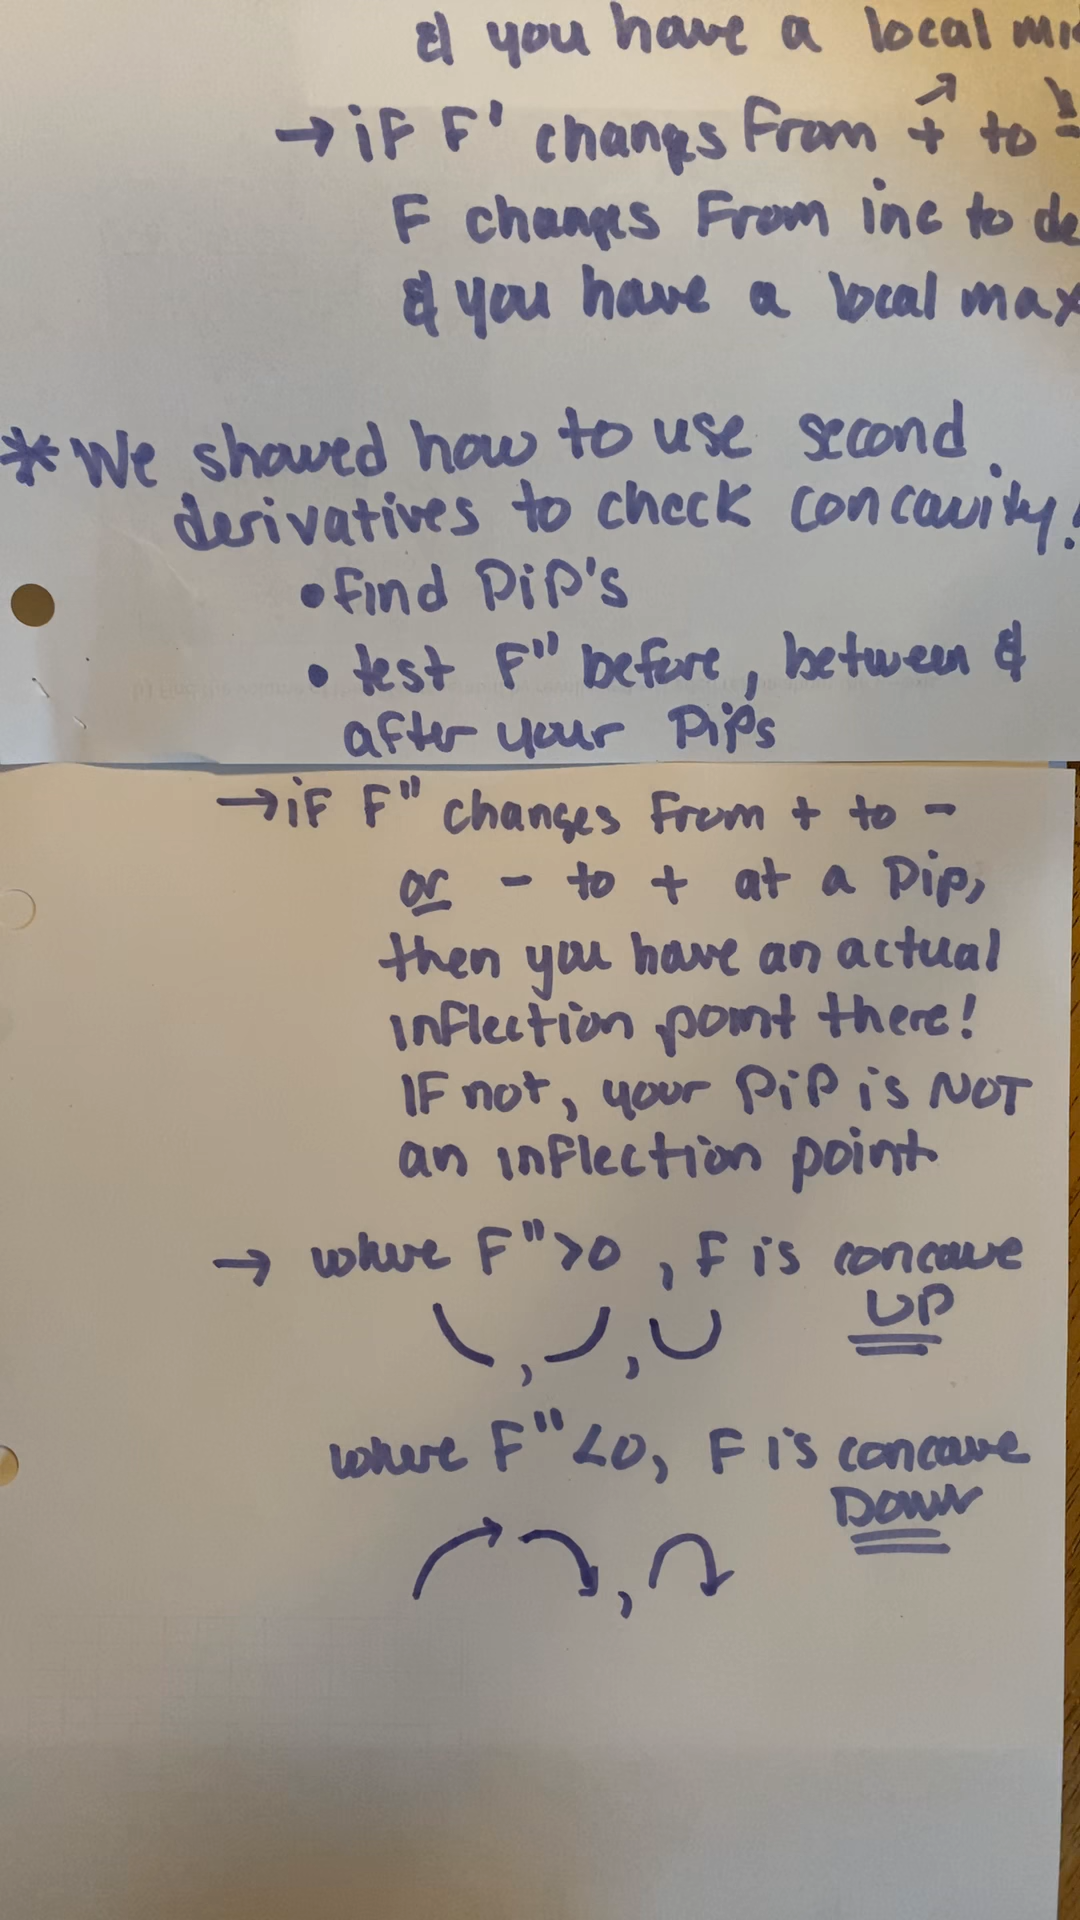 & you have a local
→ if F' changes from + to -
F changes from inc to
& you have a local max
* We showed how to use second
derivatives to check concavity!
• find PiP's
• test F" before, between &
after your PiPs
→ if F" changes from + to -
or - to + at a Pip,
then you have an actual
inflection point there!
IF not, your PiP is NOT
an inflection point
→ where F">0, F is concave
UP
where F"<0, F is concave
DOWN